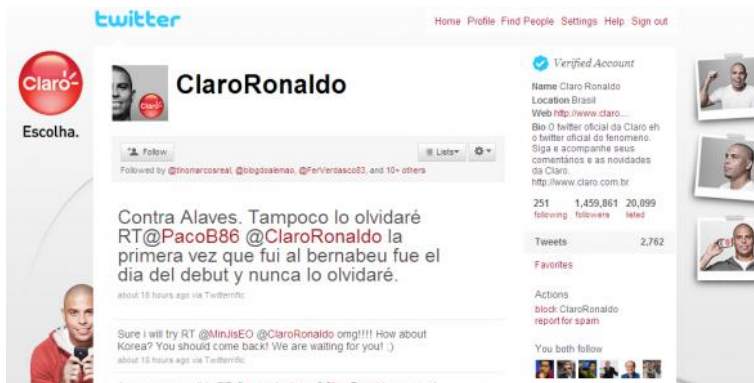 twitter
Home Profile Find People Settings Help Sign out
Claro-
Escolha.
ClaroRonaldo
Follow
Lists
Followed by @tinomarcosreal, @blogdoalemao, @FerVerdasco83, and 10+ others
Contra Alaves. Tampoco lo olvidaré
RT@PacoB86 @ClaroRonaldo la
primera vez que fui al bernabeu fue el
dia del debut y nunca lo olvidaré.
about 18 hours ago via Twitterrific
Sure i will try RT @MinJisEO @ClaroRonaldo omg!!!! How about
Korea? You should come back! We are waiting for you! :)
about 18 hours ago via Twitterrific
Verified Account
Name Claro Ronaldo
Location Brasil
Web http://www.claro...
Bio O twitter oficial da Claro eh
o twitter oficial do fenomeno.
Siga e acompanhe seus
comentários e as novidades
da Claro.
http://www.claro.com.br
251 1,459,861 20,099
following followers listed
Tweets 2,762
Favorites
Actions
block ClaroRonaldo
report for spam
You both follow